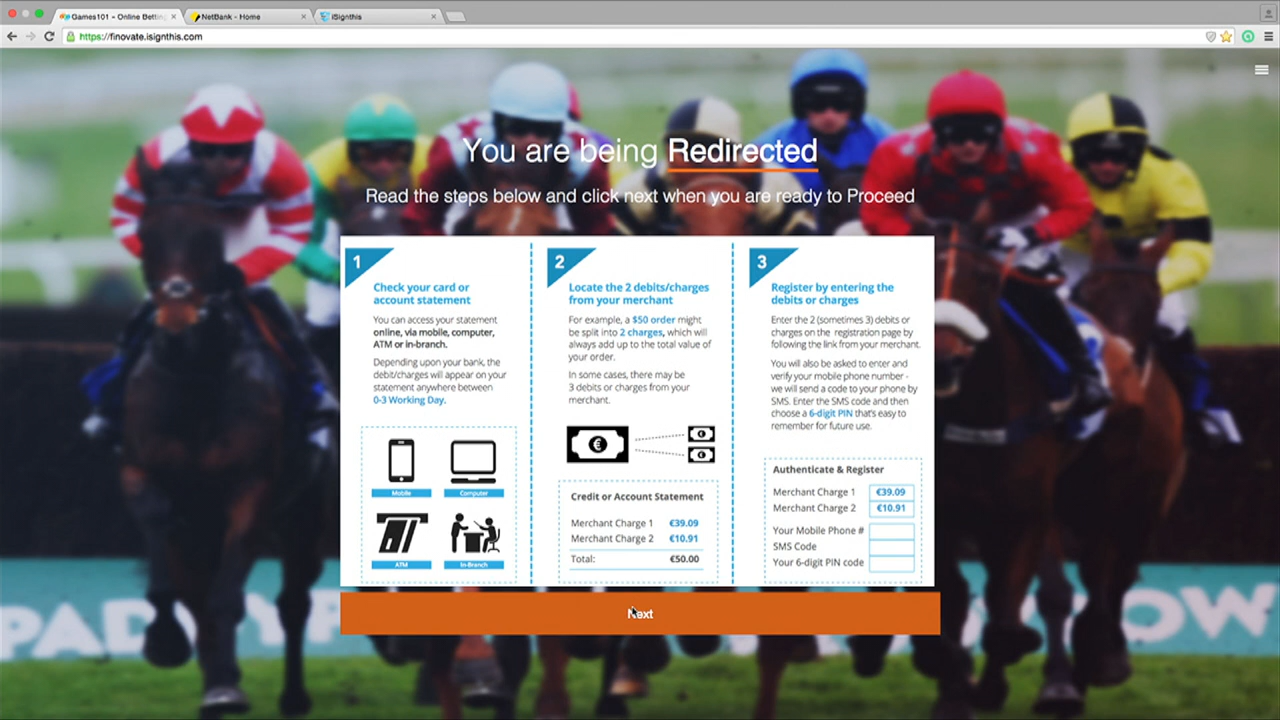 Games101 - Online Betting
NetBank - Home
iSignthis
https://finovate.isignthis.com
You are being Redirected
Read the steps below and click next when you are ready to Proceed
1
Check your card or
account statement
You can access your statement
online, via mobile, computer,
ATM or in-branch.
Depending upon your bank, the
debit/charges will appear on your
statement anywhere between
0-3 Working Day.
Mobile
Computer
ATM
In-Branch
2
Locate the 2 debits/charges
from your merchant
For example, a $50 order might
be split into 2 charges, which will
always add up to the total value of
your order.
In some cases, there may be
3 debits or charges from your
merchant.
€
€
€
Credit or Account Statement
Merchant Charge 1 €39.09
Merchant Charge 2 €10.91
Total: €50.00
3
Register by entering the
debits or charges
Enter the 2 (sometimes 3) debits or
charges on the registration page by
following the link from your merchant.
You will also be asked to enter and
verify your mobile phone number -
we will send a code to your phone by
SMS. Enter the SMS code and then
choose a 6-digit PIN that's easy to
remember for future use.
Authenticate & Register
Merchant Charge 1 €39.09
Merchant Charge 2 €10.91
Your Mobile Phone #
SMS Code
Your 6-digit PIN code
Next